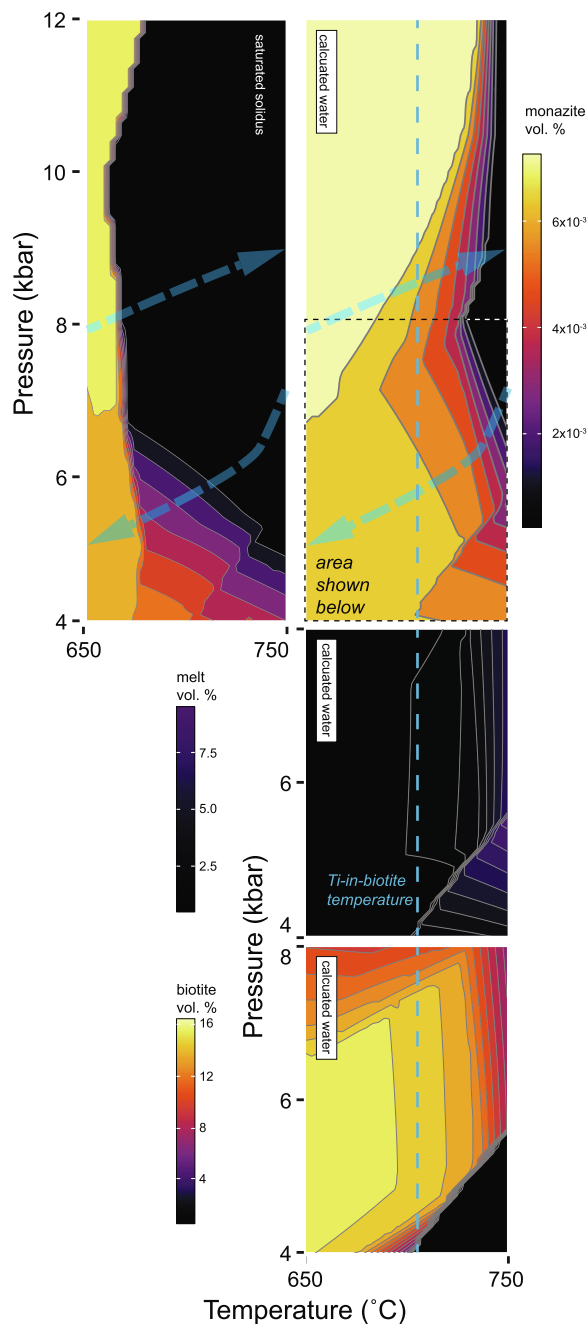 12
10
8
6
4
Pressure (kbar)
650
750
saturated solidus
calcuated water
area
shown
below
monazite
vol. %
6x10⁻³
4x10⁻³
2x10⁻³
melt
vol. %
7.5
5.0
2.5
calcuated water
6
4
Ti-in-biotite
temperature
Pressure (kbar)
biotite
vol. %
16
12
8
4
calcuated water
8
6
4
650
750
Temperature (˚C)